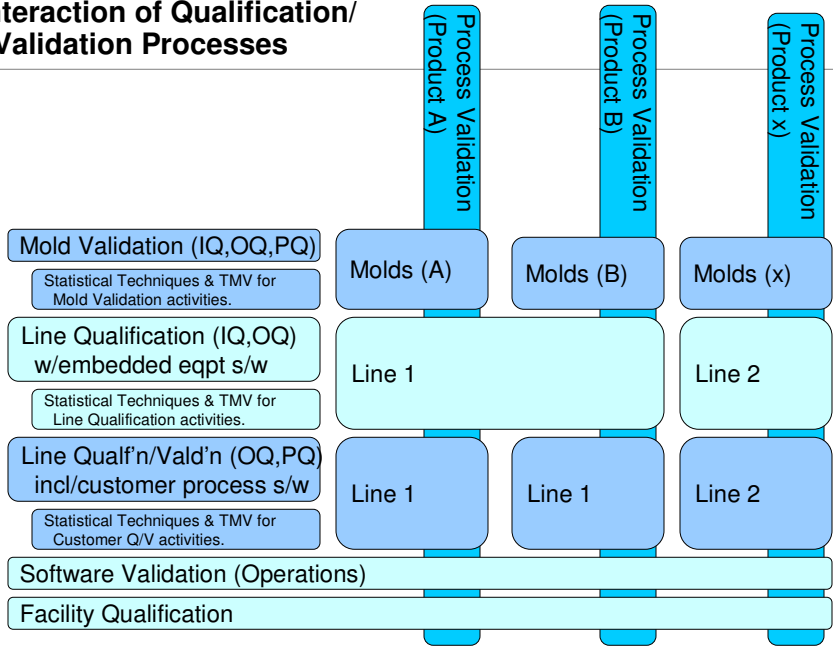 nteraction of Qualification/
Validation Processes
Process Validation
(Product A)
Process Validation
(Product B)
Process Validation
(Product x)
Mold Validation (IQ,OQ,PQ)
Statistical Techniques & TMV for
Mold Validation activities.
Molds (A)
Molds (B)
Molds (x)
Line Qualification (IQ,OQ)
w/embedded eqpt s/w
Statistical Techniques & TMV for
Line Qualification activities.
Line 1
Line 2
Line Qualf'n/Vald'n (OQ,PQ)
incl/customer process s/w
Statistical Techniques & TMV for
Customer Q/V activities.
Line 1
Line 1
Line 2
Software Validation (Operations)
Facility Qualification